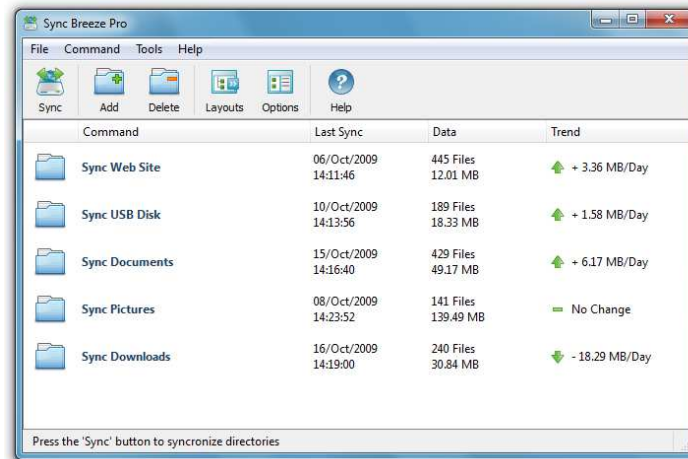 Sync Breeze Pro
File Command Tools Help
Sync Add Delete Layouts Options Help
Command Last Sync Data Trend
Sync Web Site
06/Oct/2009
14:11:46
445 Files
12.01 MB
+ 3.36 MB/Day
Sync USB Disk
10/Oct/2009
14:13:56
189 Files
18.33 MB
+ 1.58 MB/Day
Sync Documents
15/Oct/2009
14:16:40
429 Files
49.17 MB
+ 6.17 MB/Day
Sync Pictures
08/Oct/2009
14:23:52
141 Files
139.49 MB
No Change
Sync Downloads
16/Oct/2009
14:19:00
240 Files
30.84 MB
- 18.29 MB/Day
Press the 'Sync' button to syncronize directories